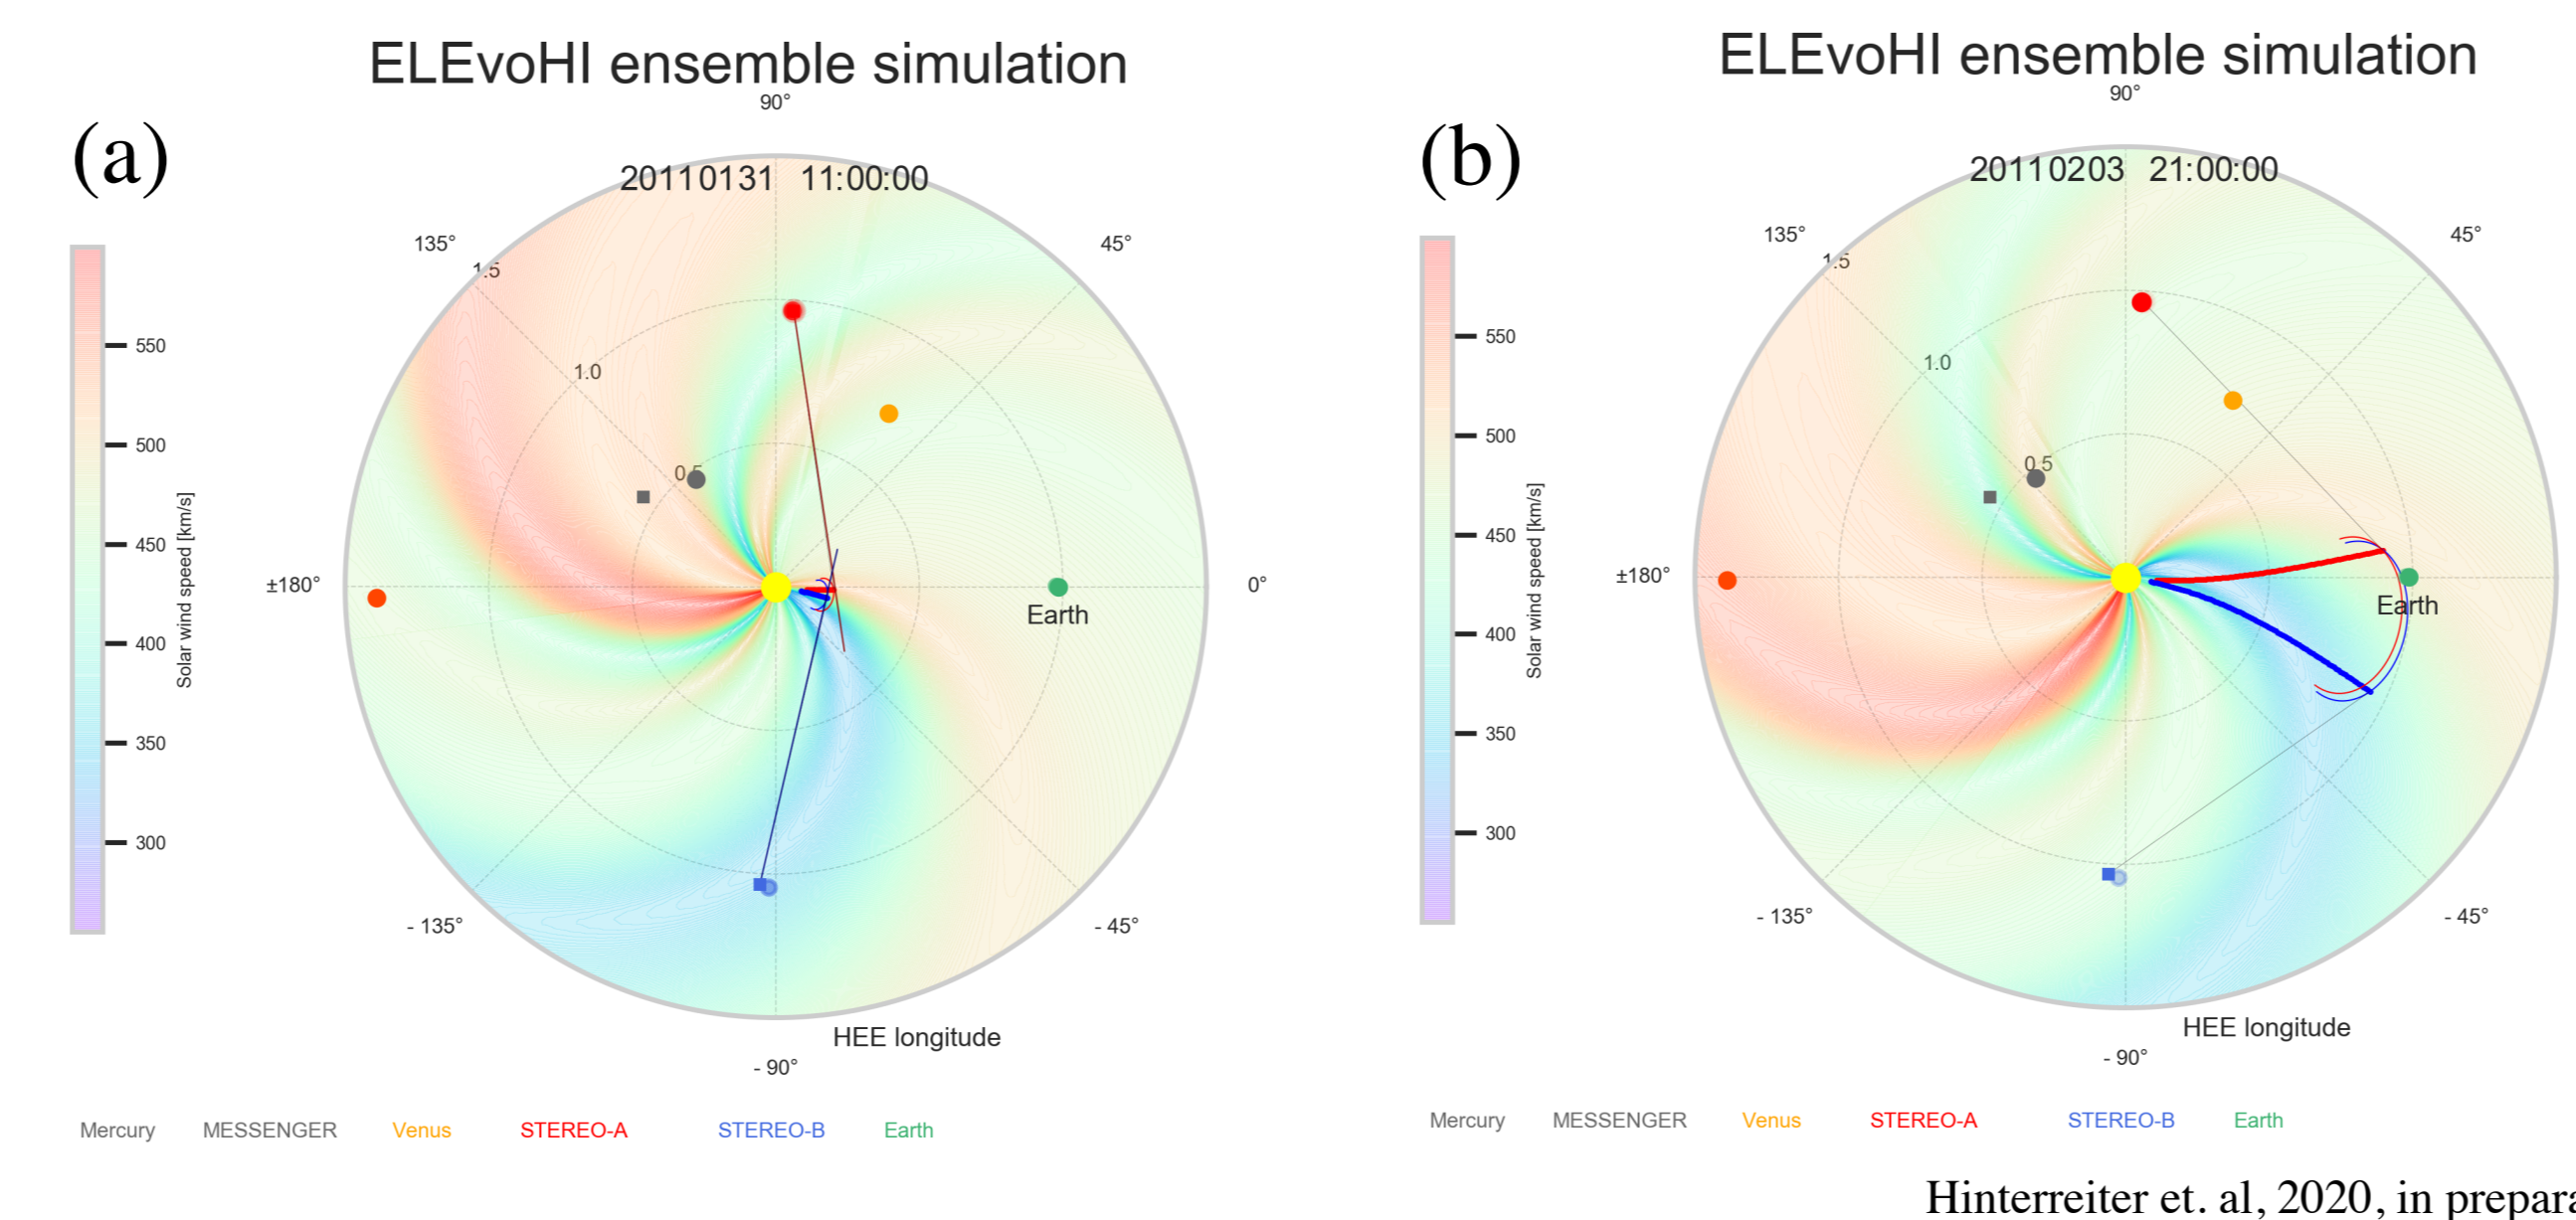 ELEvoHI ensemble simulation
90°
(a)
20110131 11:00:00
135°
45°
1.5
1.0
0.5
550
500
450
400
350
300
Solar wind speed [km/s]
±180°
0°
Earth
- 135°
- 45°
HEE longitude
- 90°
Mercury MESSENGER Venus STEREO-A STEREO-B Earth
ELEvoHI ensemble simulation
90°
(b)
20110203 21:00:00
135°
45°
1.5
1.0
0.5
550
500
450
400
350
300
Solar wind speed [km/s]
±180°
Earth
- 135°
- 45°
HEE longitude
- 90°
Mercury MESSENGER Venus STEREO-A STEREO-B Earth
Hinterreiter et. al, 2020, in prepara